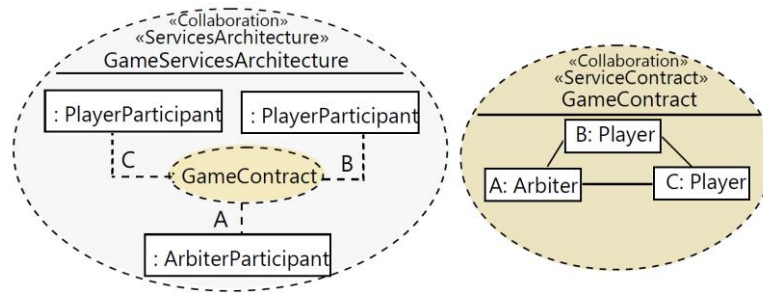 «Collaboration»
«ServicesArchitecture»
GameServicesArchitecture
: PlayerParticipant
: PlayerParticipant
C
B
GameContract
A
: ArbiterParticipant
«Collaboration»
«ServiceContract»
GameContract
B: Player
A: Arbiter
C: Player